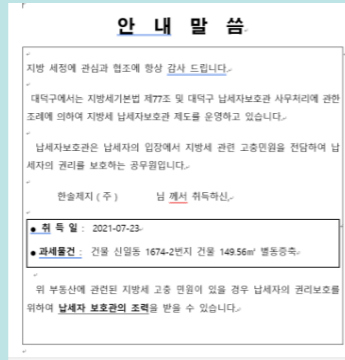 안 내 말 씀
지방 세정에 관심과 협조에 항상 감사 드립니다.
대덕구에서는 지방세기본법 제77조 및 대덕구 납세자보호관 사무처리에 관한
조례에 의하여 지방세 납세자보호관 제도를 운영하고 있습니다.
납세자보호관은 납세자의 입장에서 지방세 관련 고충민원을 전담하여 납
세자의 권리를 보호하는 공무원입니다.
한솔제지 ( 주 ) 님 께서 취득하신
● 취 득 일 : 2021-07-23
● 과세물건 : 건물 신일동 1674-2번지 건물 149.56㎡ 별동증축
위 부동산에 관련된 지방세 고충 민원이 있을 경우 납세자의 권리보호를
위하여 납세자 보호관의 조력을 받을 수 있습니다.